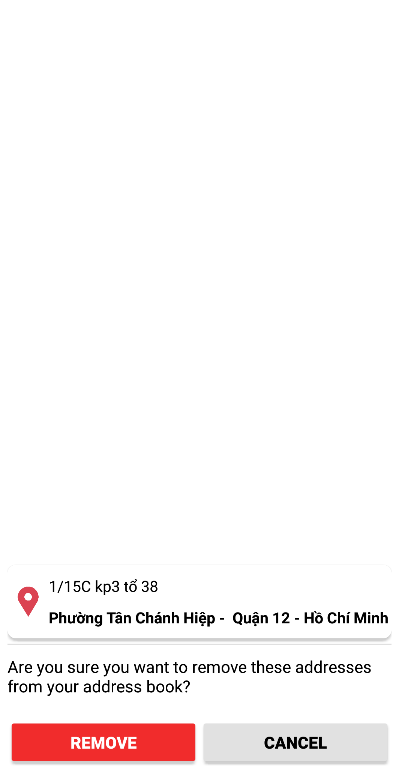 1/15C kp3 tổ 38
Phường Tân Chánh Hiệp -  Quận 12 - Hồ Chí Minh
Are you sure you want to remove these addresses
from your address book?
REMOVE
CANCEL